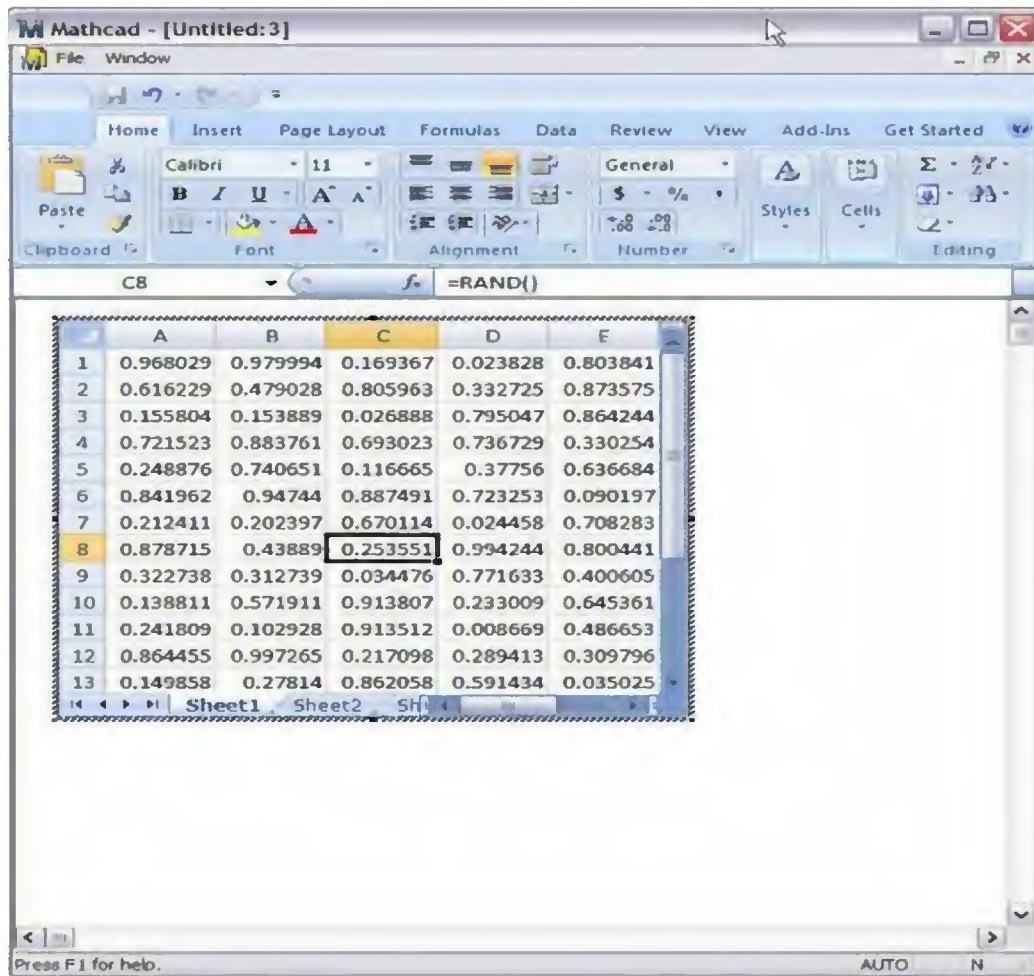 Mathcad - [Untitled:3]
File Window
Home Insert Page Layout Formulas Data Review View Add-Ins Get Started
Calibri 11 General
B I U A A $ %
Paste Styles Cells
Clipboard Font Alignment Number Editing
C8 fx =RAND()
A B C D E
1 0.968029 0.979994 0.169367 0.023828 0.803841
2 0.616229 0.479028 0.805963 0.332725 0.873575
3 0.155804 0.153889 0.026888 0.795047 0.864244
4 0.721523 0.883761 0.693023 0.736729 0.330254
5 0.248876 0.740651 0.116665 0.37756 0.636684
6 0.841962 0.94744 0.887491 0.723253 0.090197
7 0.212411 0.202397 0.670114 0.024458 0.708283
8 0.878715 0.43889 0.253551 0.994244 0.800441
9 0.322738 0.312739 0.034476 0.771633 0.400605
10 0.138811 0.571911 0.913807 0.233009 0.645361
11 0.241809 0.102928 0.913512 0.008669 0.486653
12 0.864455 0.997265 0.217098 0.289413 0.309796
13 0.149858 0.27814 0.862058 0.591434 0.035025
Sheet1 Sheet2 Sh
Press F1 for help. AUTO N